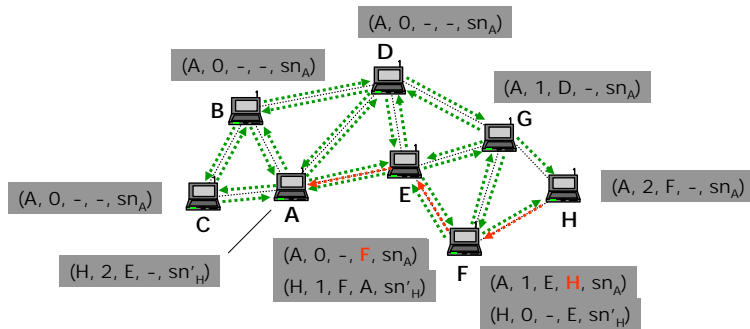 (A, 0, -, -, snA)
D
(A, 0, -, -, snA)
(A, 1, D, -, snA)
B
G
E
(A, 0, -, -, snA)
(A, 2, F, -, snA)
C
A
H
(A, 0, -, F, snA)
(H, 1, F, A, sn'H)
F
(H, 2, E, -, sn'H)
(A, 1, E, H, snA)
(H, 0, -, E, sn'H)